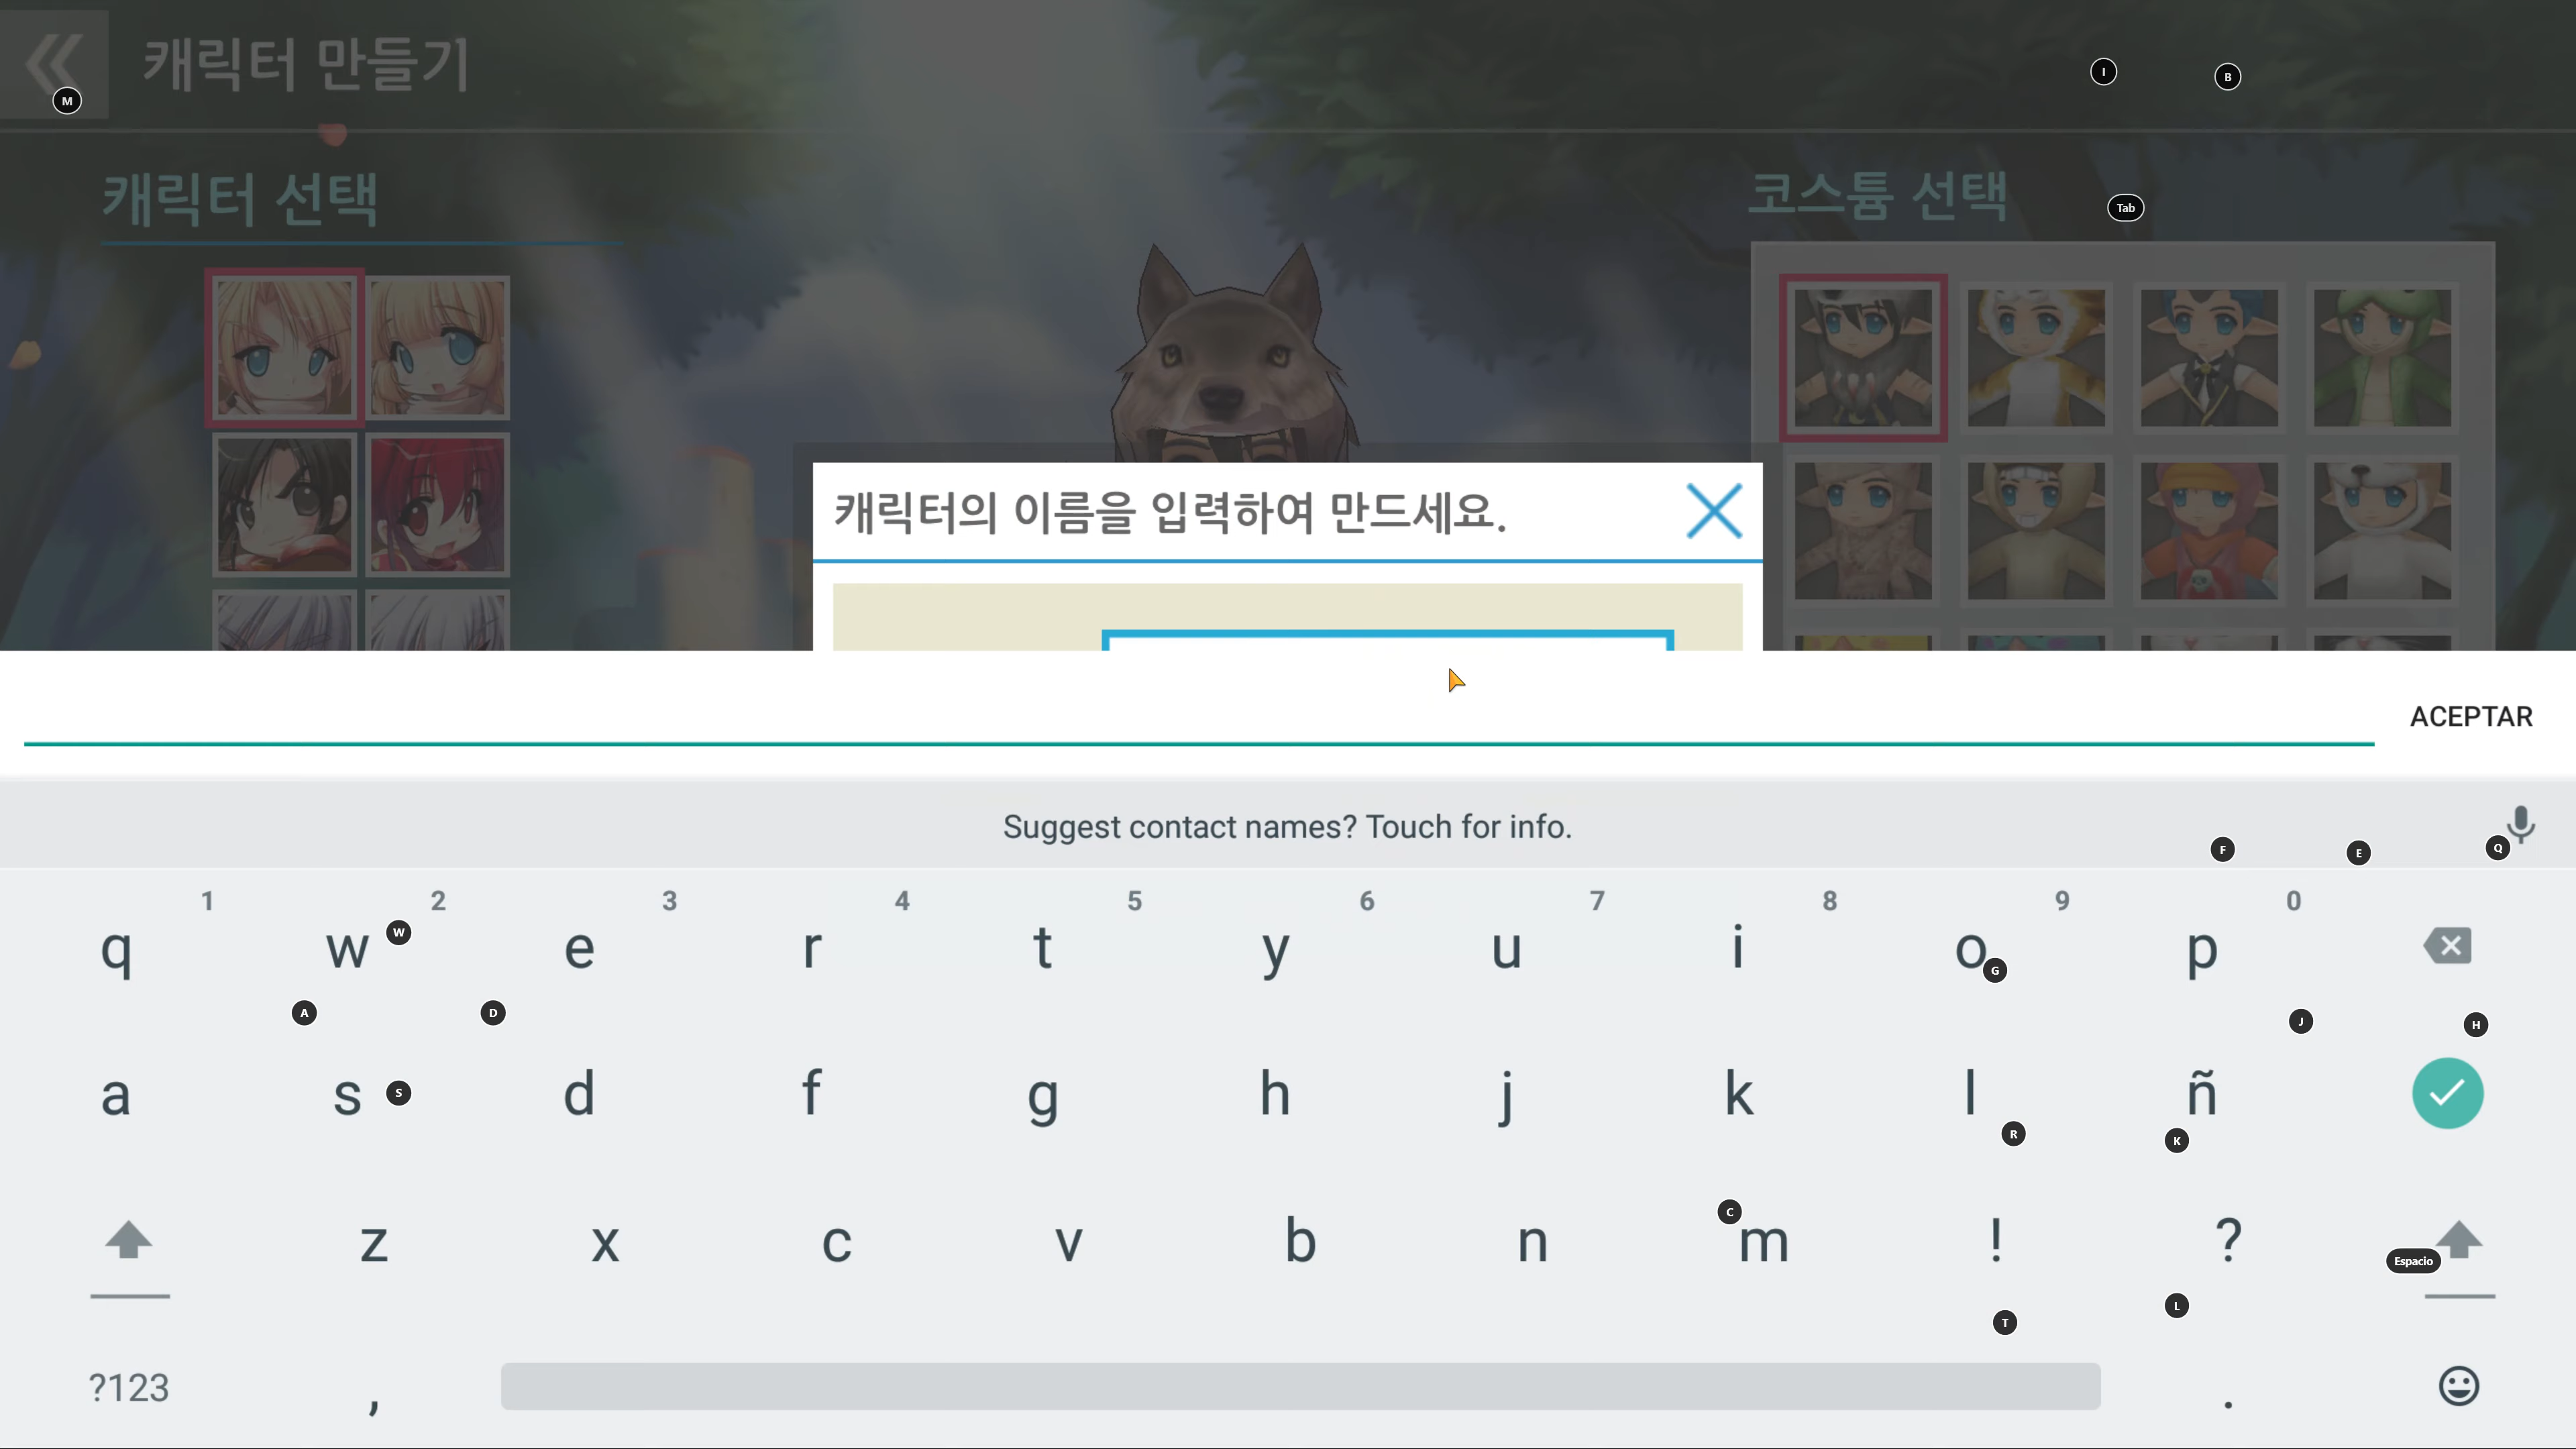 캐릭터 만들기
M
I
B
캐릭터 선택
코스튬 선택
Tab
캐릭터의 이름을 입력하여 만드세요.
ACEPTAR
Suggest contact names? Touch for info.
F
E
Q
1 2 3 4 5 6 7 8 9 0
q w e r t y u i o p
W
G
A
D
J
H
a s d f g h j k l ñ
S
R
K
C
z x c v b n m ! ?
Espacio
L
T
?123 , .